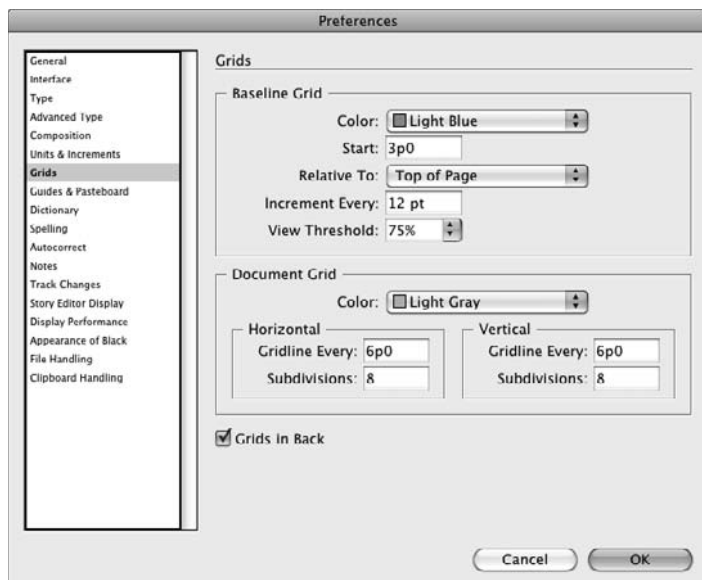 Preferences
General
Interface
Type
Advanced Type
Composition
Units & Increments
Grids
Guides & Pasteboard
Dictionary
Spelling
Autocorrect
Notes
Track Changes
Story Editor Display
Display Performance
Appearance of Black
File Handling
Clipboard Handling
Grids
Baseline Grid
Color: Light Blue
Start: 3p0
Relative To: Top of Page
Increment Every: 12 pt
View Threshold: 75%
Document Grid
Color: Light Gray
Horizontal
Gridline Every: 6p0
Subdivisions: 8
Vertical
Gridline Every: 6p0
Subdivisions: 8
Grids in Back
Cancel
OK